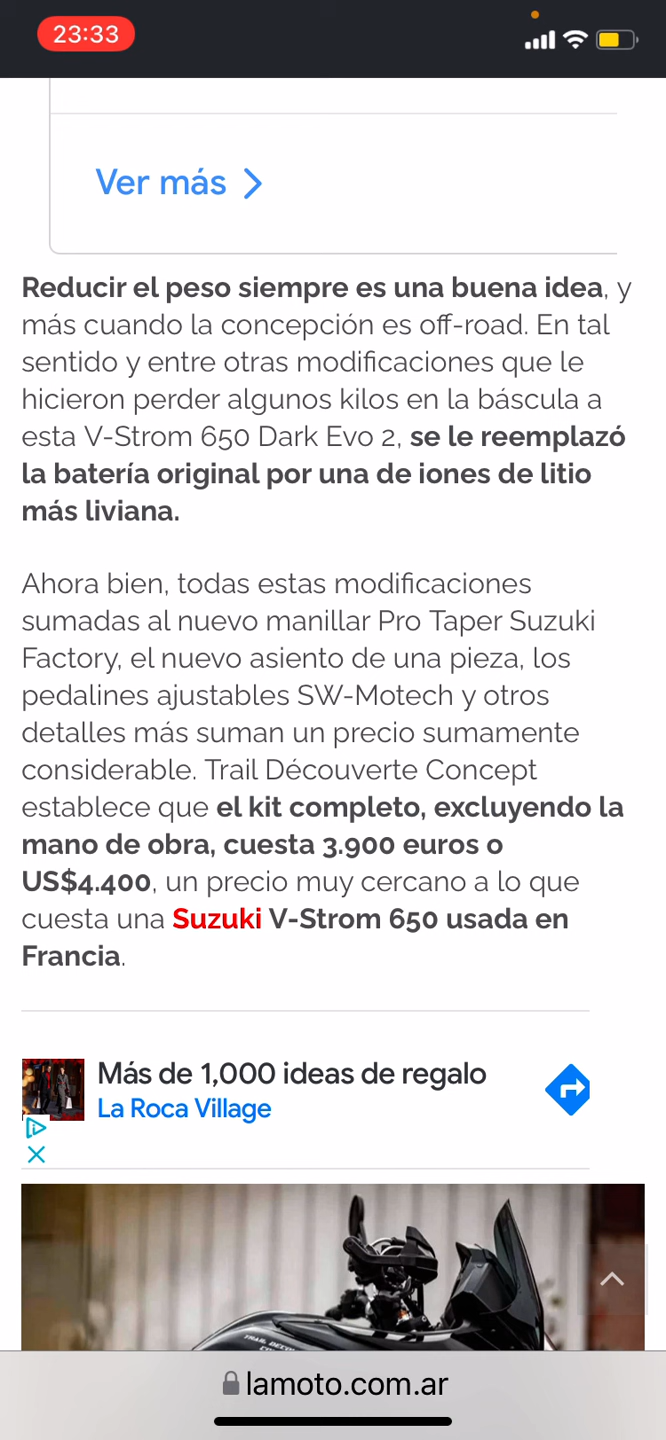 23:33
Ver más
Reducir el peso siempre es una buena idea, y
más cuando la concepción es off-road. En tal
sentido y entre otras modificaciones que le
hicieron perder algunos kilos en la báscula a
esta V-Strom 650 Dark Evo 2, se le reemplazó
la batería original por una de iones de litio
más liviana.
Ahora bien, todas estas modificaciones
sumadas al nuevo manillar Pro Taper Suzuki
Factory, el nuevo asiento de una pieza, los
pedalines ajustables SW-Motech y otros
detalles más suman un precio sumamente
considerable. Trail Découverte Concept
establece que el kit completo, excluyendo la
mano de obra, cuesta 3.900 euros o
US$4.400, un precio muy cercano a lo que
cuesta una Suzuki V-Strom 650 usada en
Francia.
Más de 1,000 ideas de regalo
La Roca Village
lamoto.com.ar